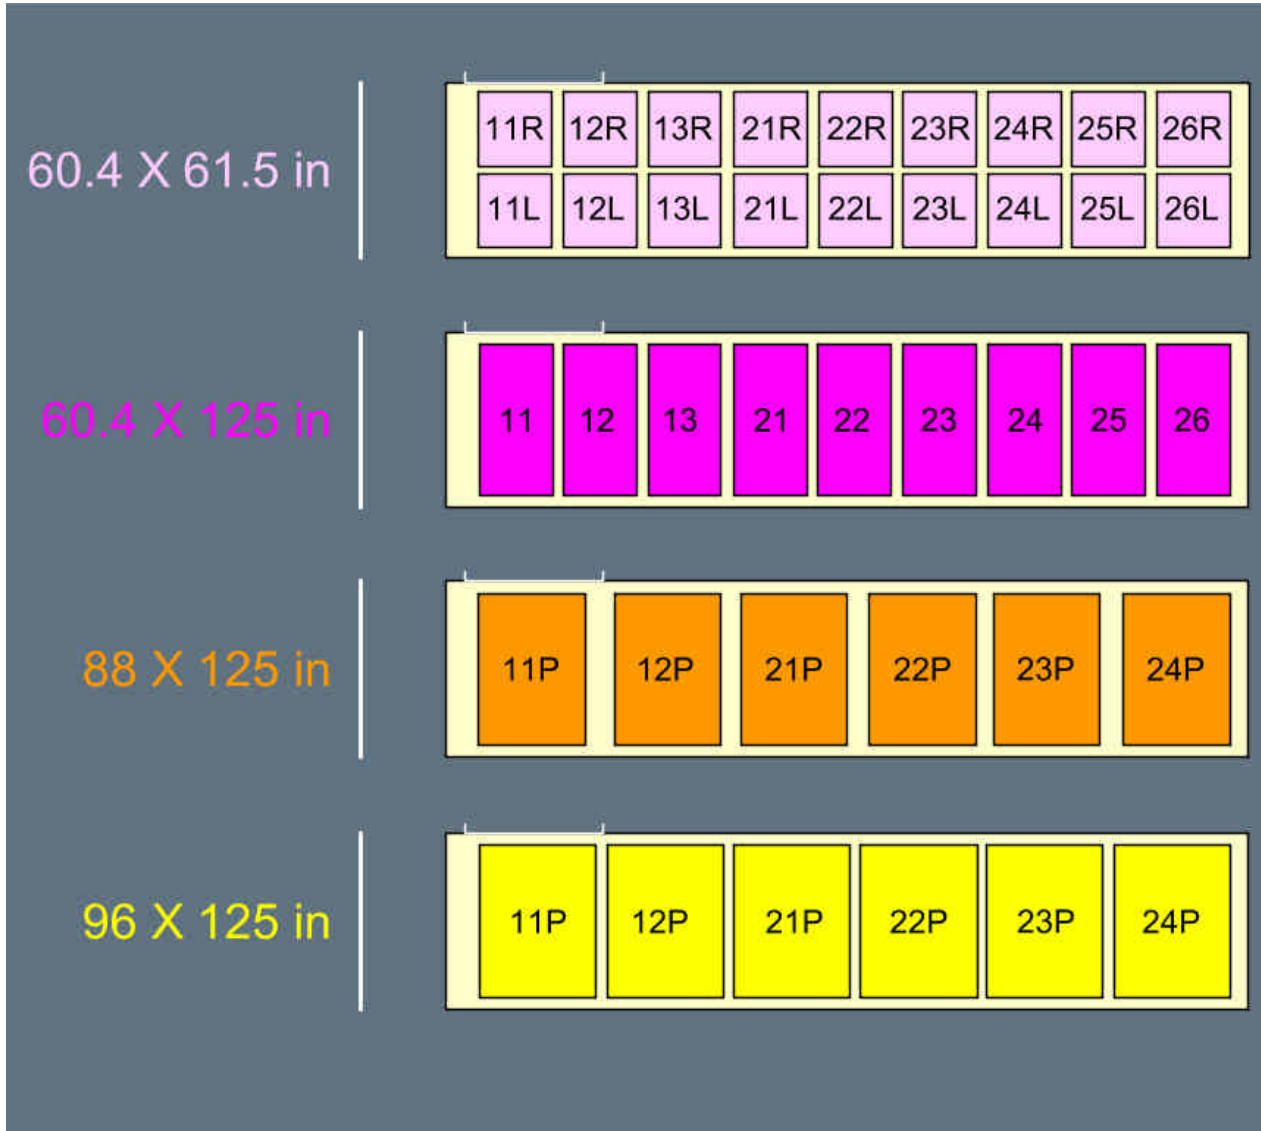 60.4 X 61.5 in
11R 12R 13R 21R 22R 23R 24R 25R 26R
11L 12L 13L 21L 22L 23L 24L 25L 26L
60.4 X 125 in
11 12 13 21 22 23 24 25 26
88 X 125 in
11P 12P 21P 22P 23P 24P
96 X 125 in
11P 12P 21P 22P 23P 24P